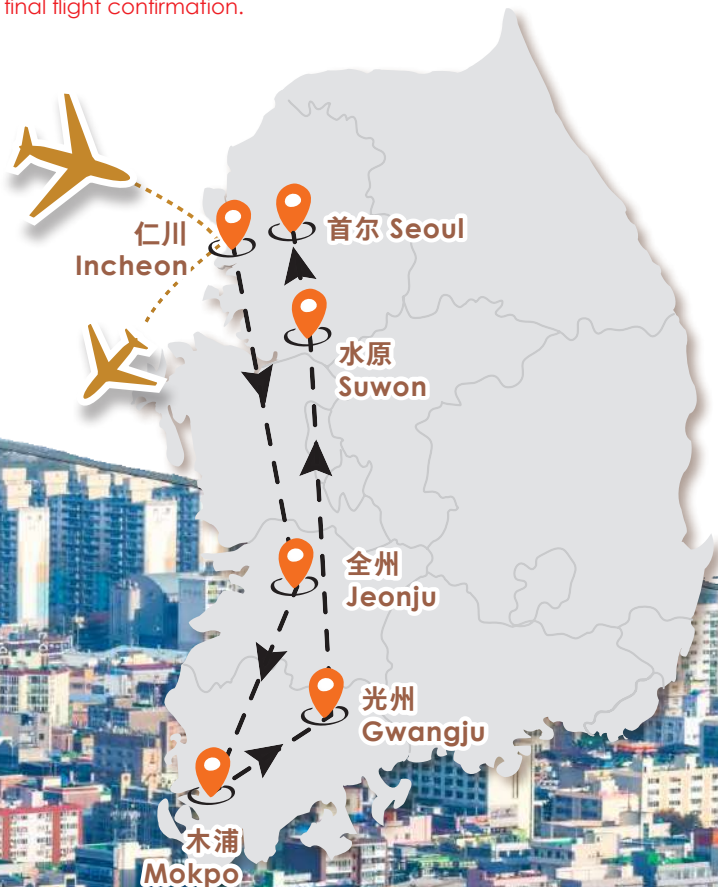 final flight confirmation.
仁川
Incheon
首尔 Seoul
水原
Suwon
全州
Jeonju
光州
Gwangju
木浦
Mokpo